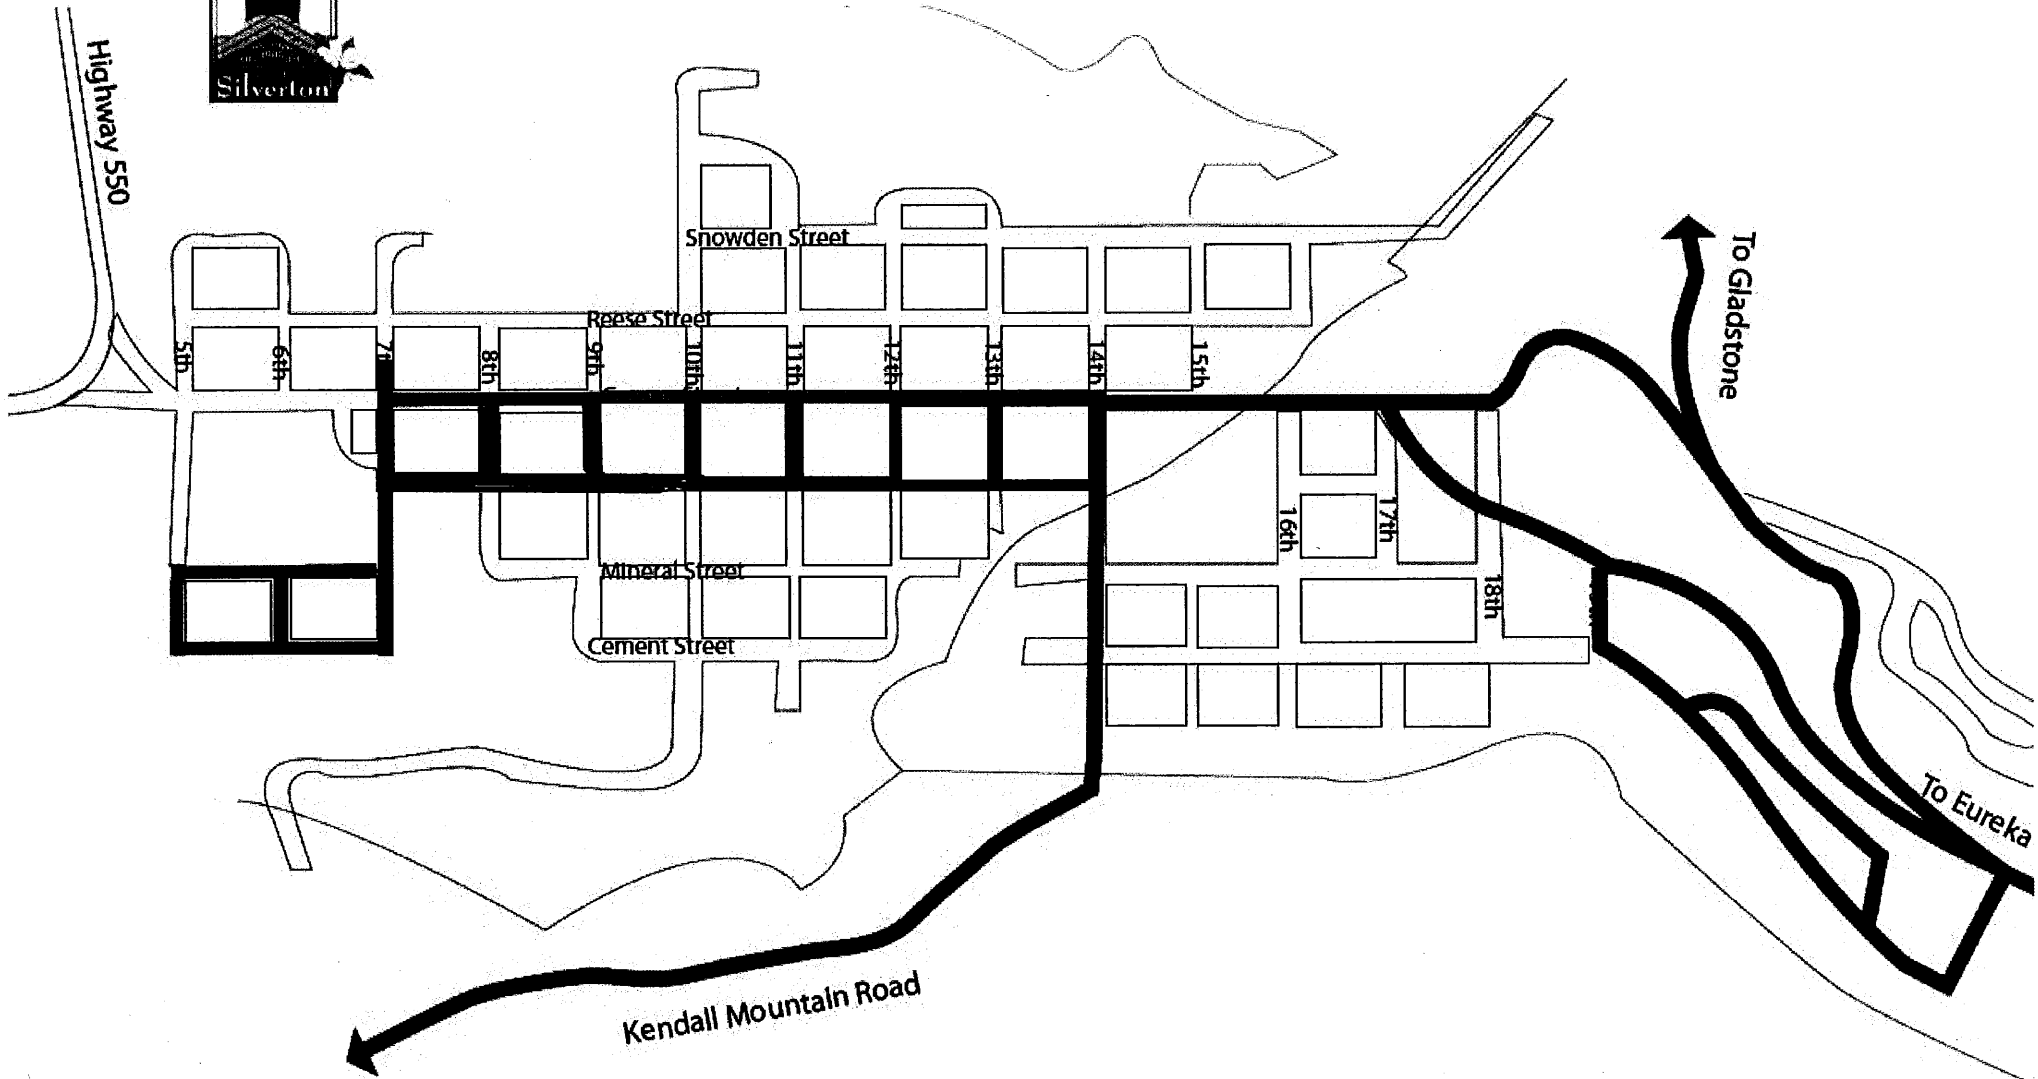 Silverton
Highway 550
Snowden Street
Reese Street
5th
6th
8th
9th
10th
11th
12th
13th
14th
15th
16th
17th
18th
Mineral Street
Cement Street
To Gladstone
To Eureka
Kendall Mountain Road